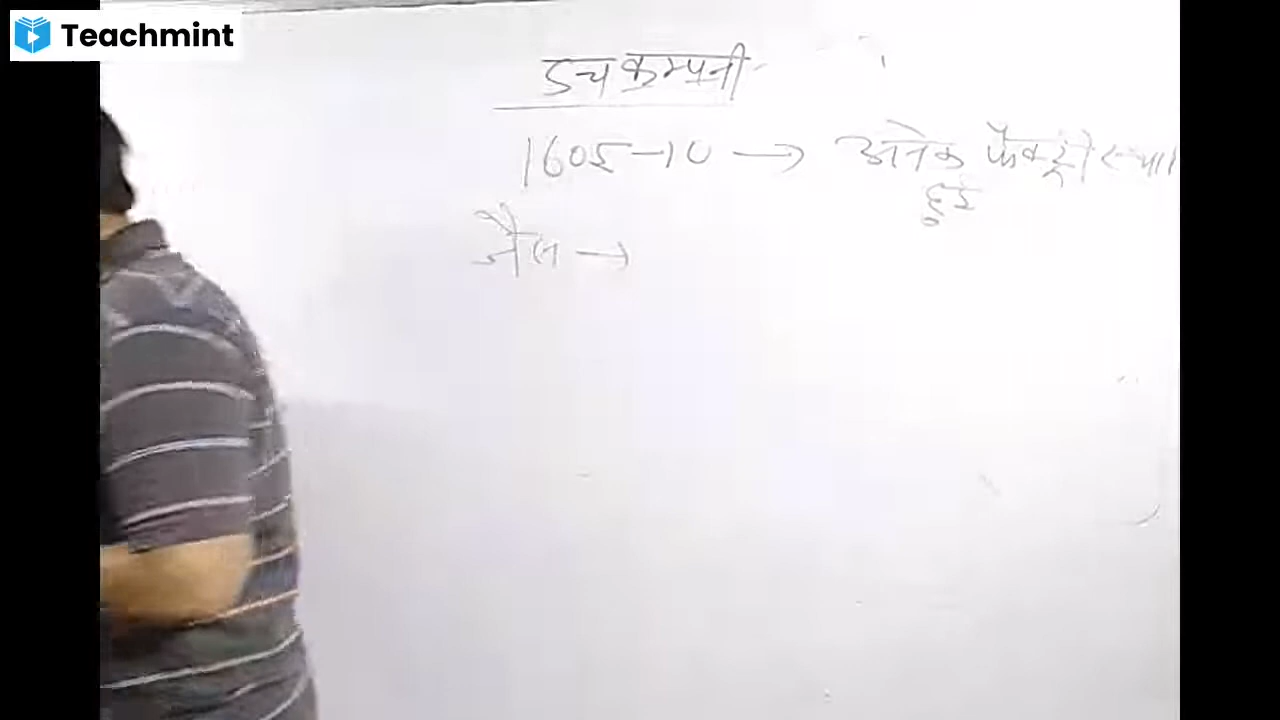 Teachmint
डच कम्पनी
1605-10 → अनेक फैक्ट्री स्था
हुई
जैसे →